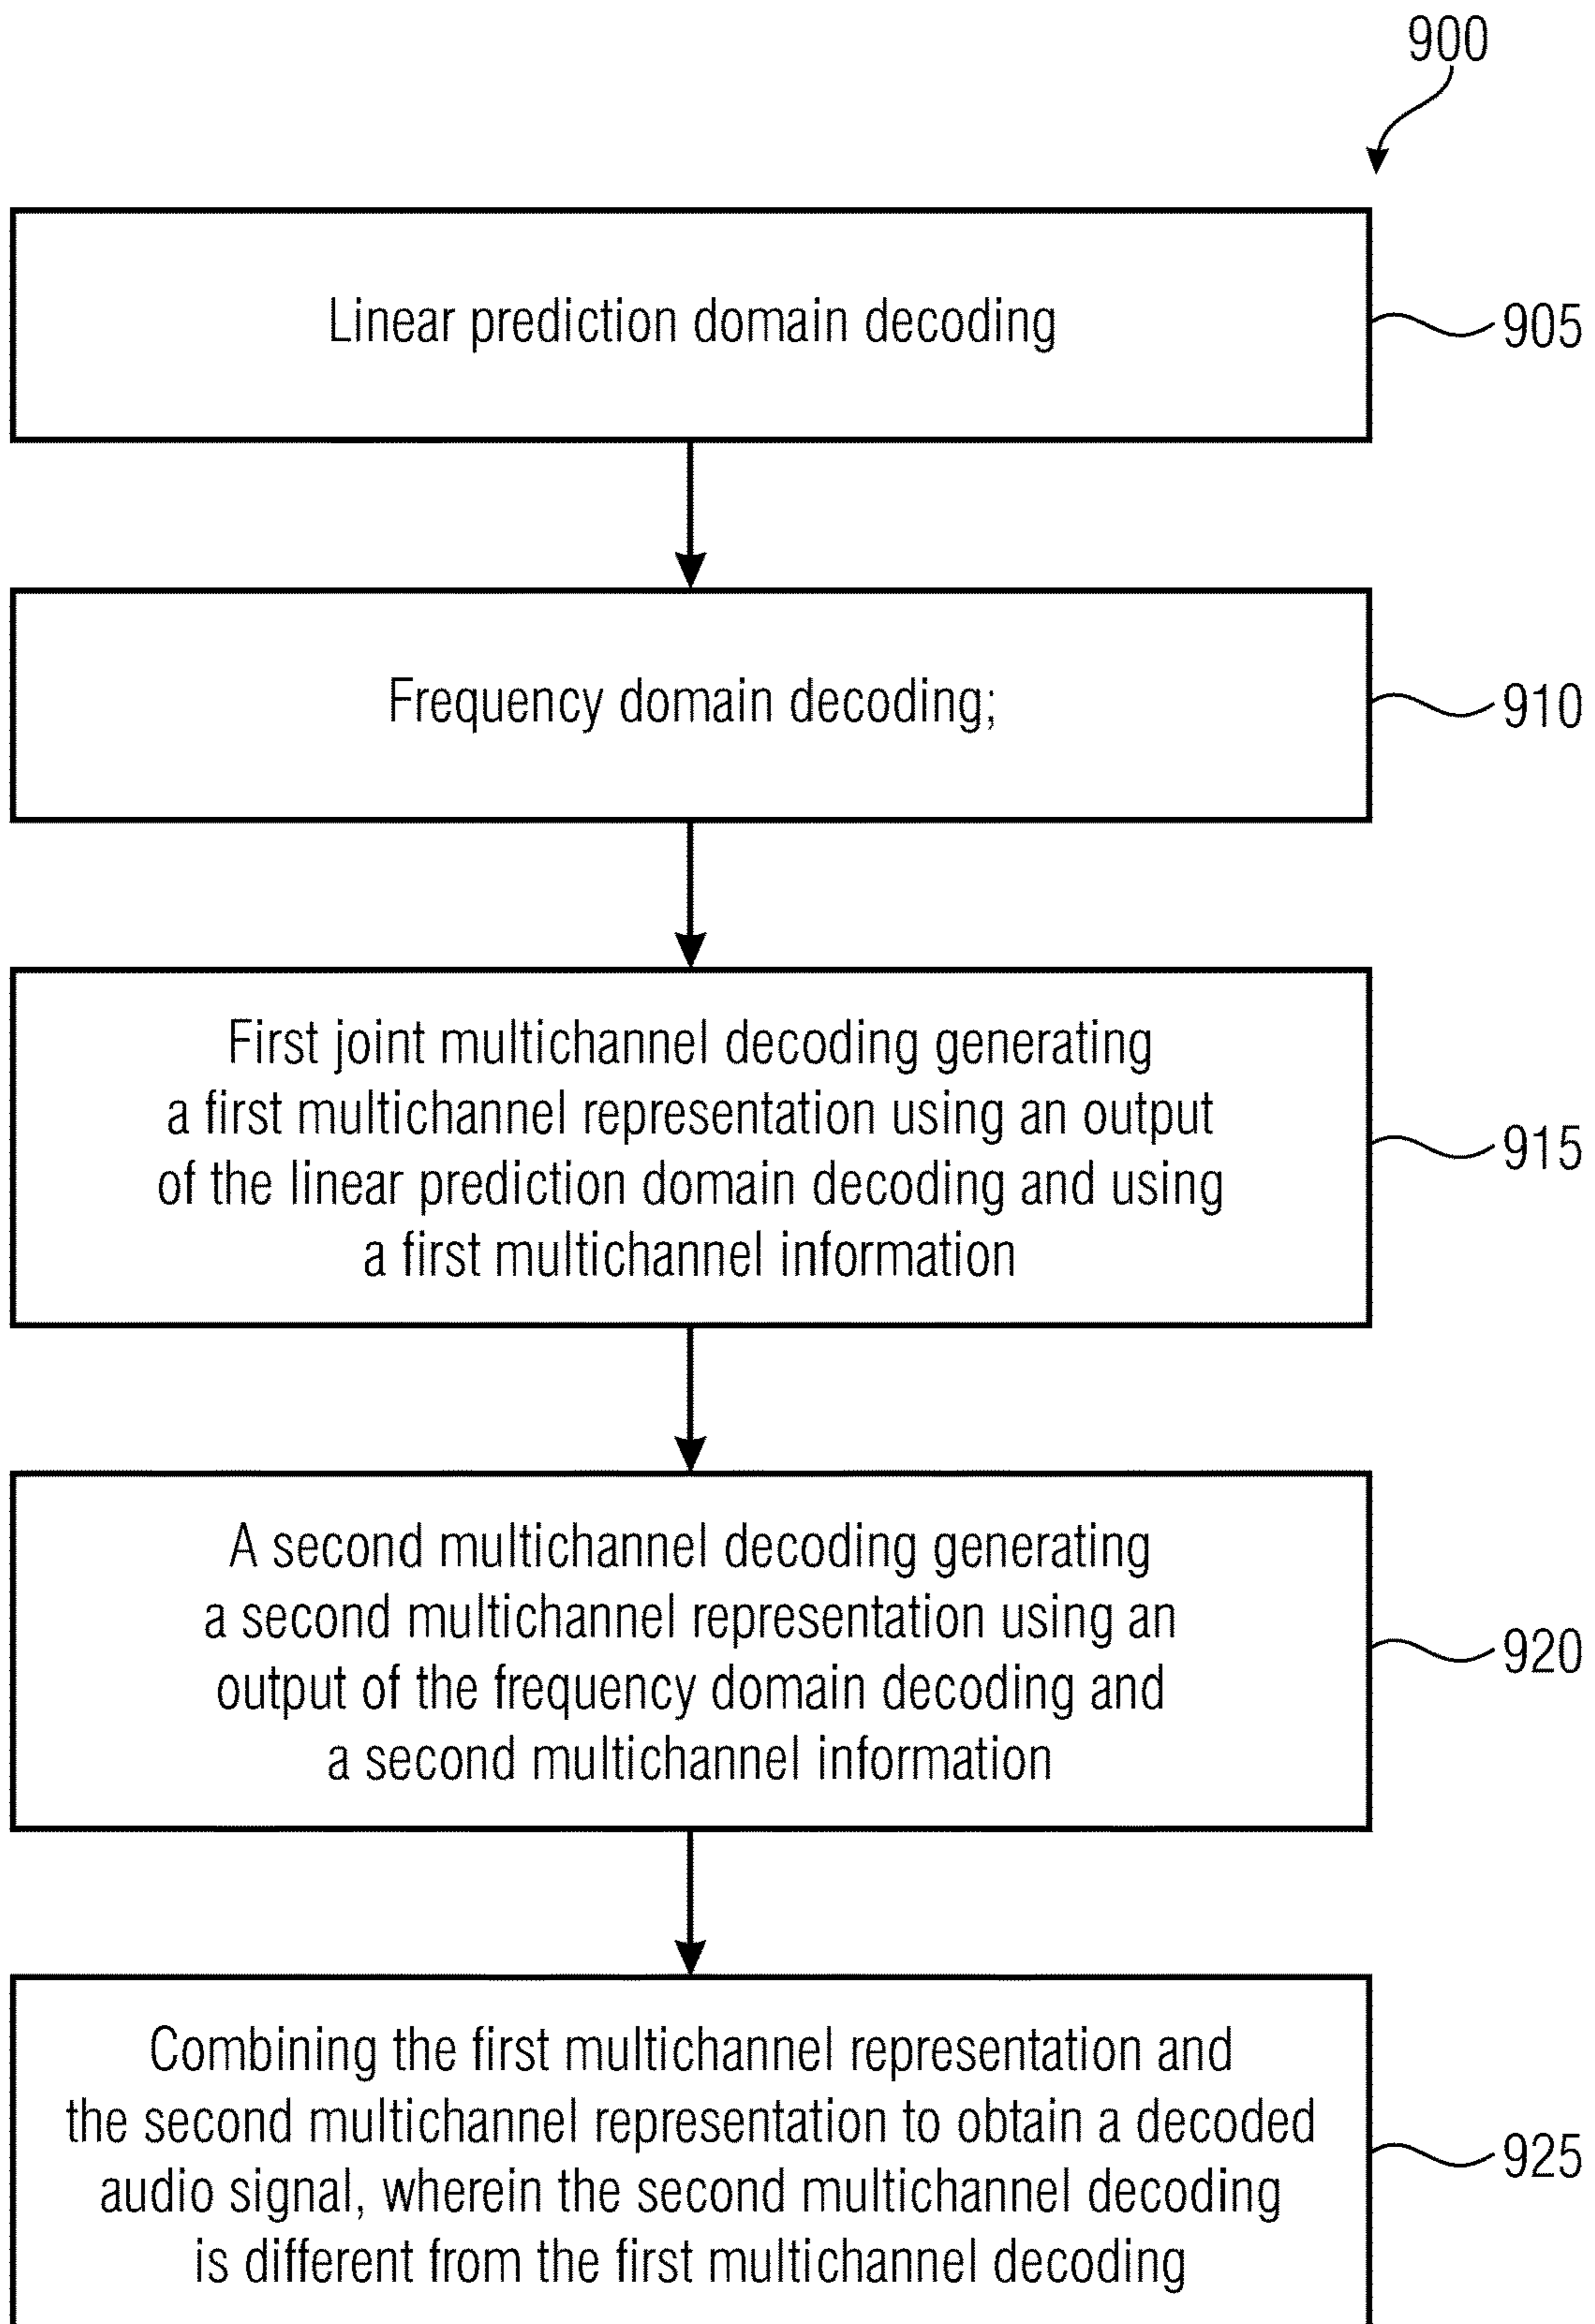 900
Linear prediction domain decoding
905
Frequency domain decoding;
910
First joint multichannel decoding generating
a first multichannel representation using an output
of the linear prediction domain decoding and using
a first multichannel information
915
A second multichannel decoding generating
a second multichannel representation using an
output of the frequency domain decoding and
a second multichannel information
920
Combining the first multichannel representation and
the second multichannel representation to obtain a decoded
audio signal, wherein the second multichannel decoding
is different from the first multichannel decoding
925